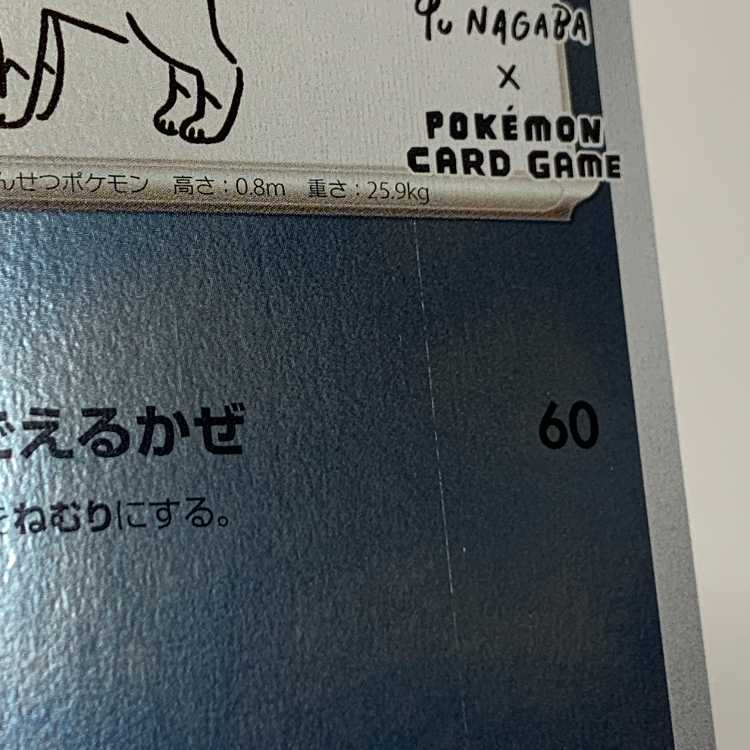 Yu NAGABA
×
POKÉMON
CARD GAME
んせつポケモン 高さ:0.8m 重さ:25.9kg
えるかぜ 60
をねむりにする。